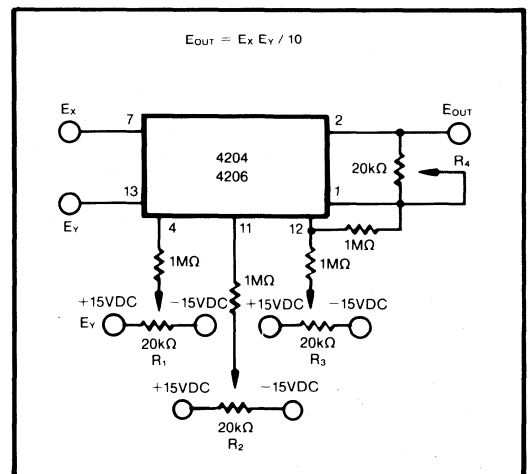 EOUT = EX EY / 10
EX
7
2
EOUT
4204
4206
20kΩ
R4
13
1
EY
4
11
12
1MΩ
1MΩ
1MΩ
1MΩ
+15VDC
−15VDC
+15VDC
−15VDC
EY
20kΩ
R1
20kΩ
R3
+15VDC
−15VDC
20kΩ
R2